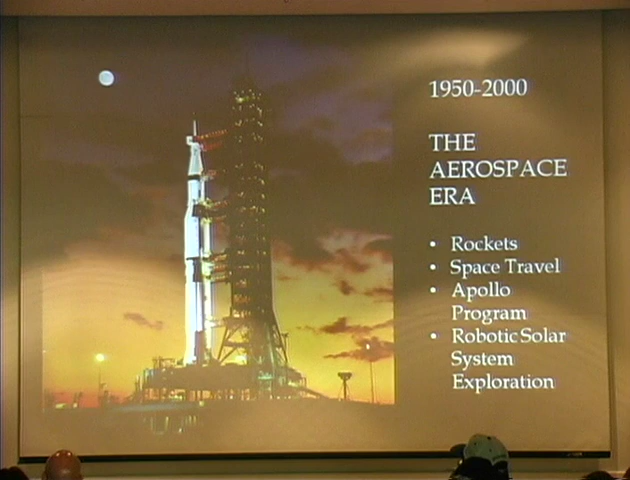 1950-2000
THE
AEROSPACE
ERA
• Rockets
• Space Travel
• Apollo
Program
• Robotic Solar
System
Exploration